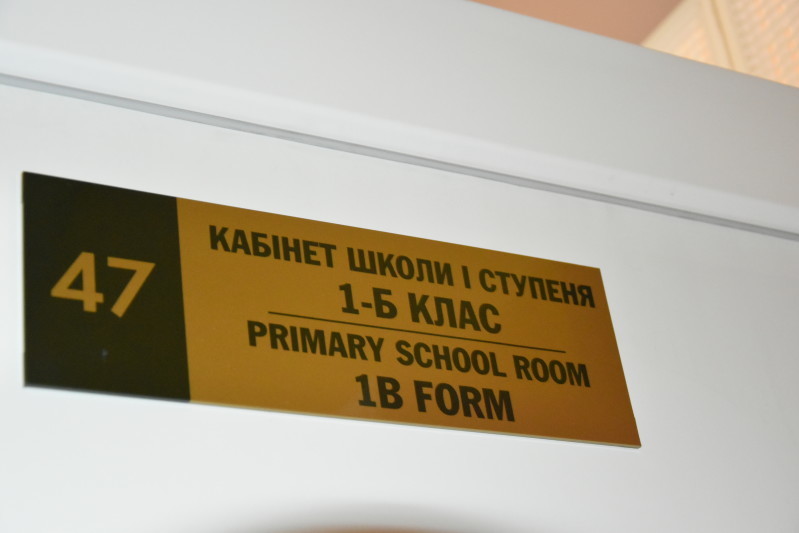 47
КАБІНЕТ ШКОЛИ І СТУПЕНЯ
1-Б КЛАС
PRIMARY SCHOOL ROOM
1B FORM